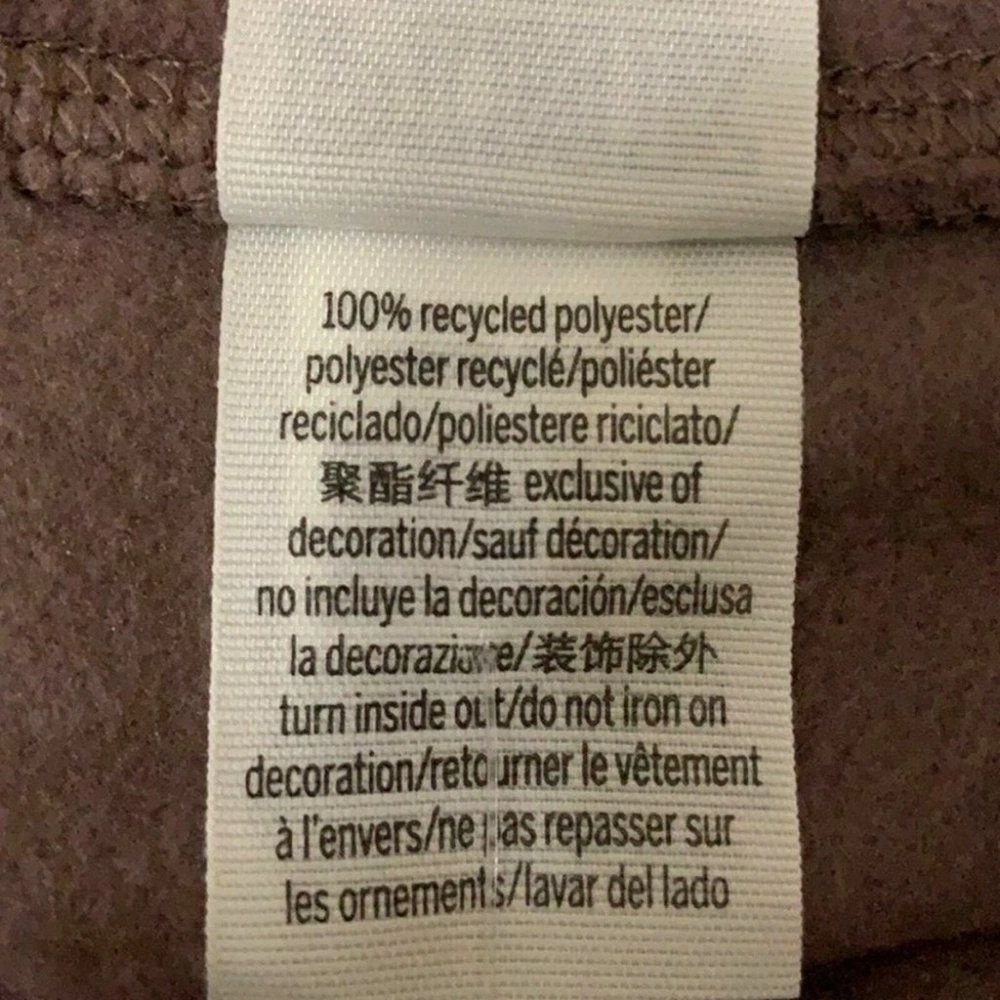 100% recycled polyester/
polyester recyclé/poliéster
reciclado/poliestere riciclato/
聚酯纤维 exclusive of
decoration/sauf décoration/
no incluye la decoración/esclusa
la decorazione/装饰除外
turn inside out/do not iron on
decoration/retourner le vêtement
à l'envers/ne pas repasser sur
les ornements/lavar del lado